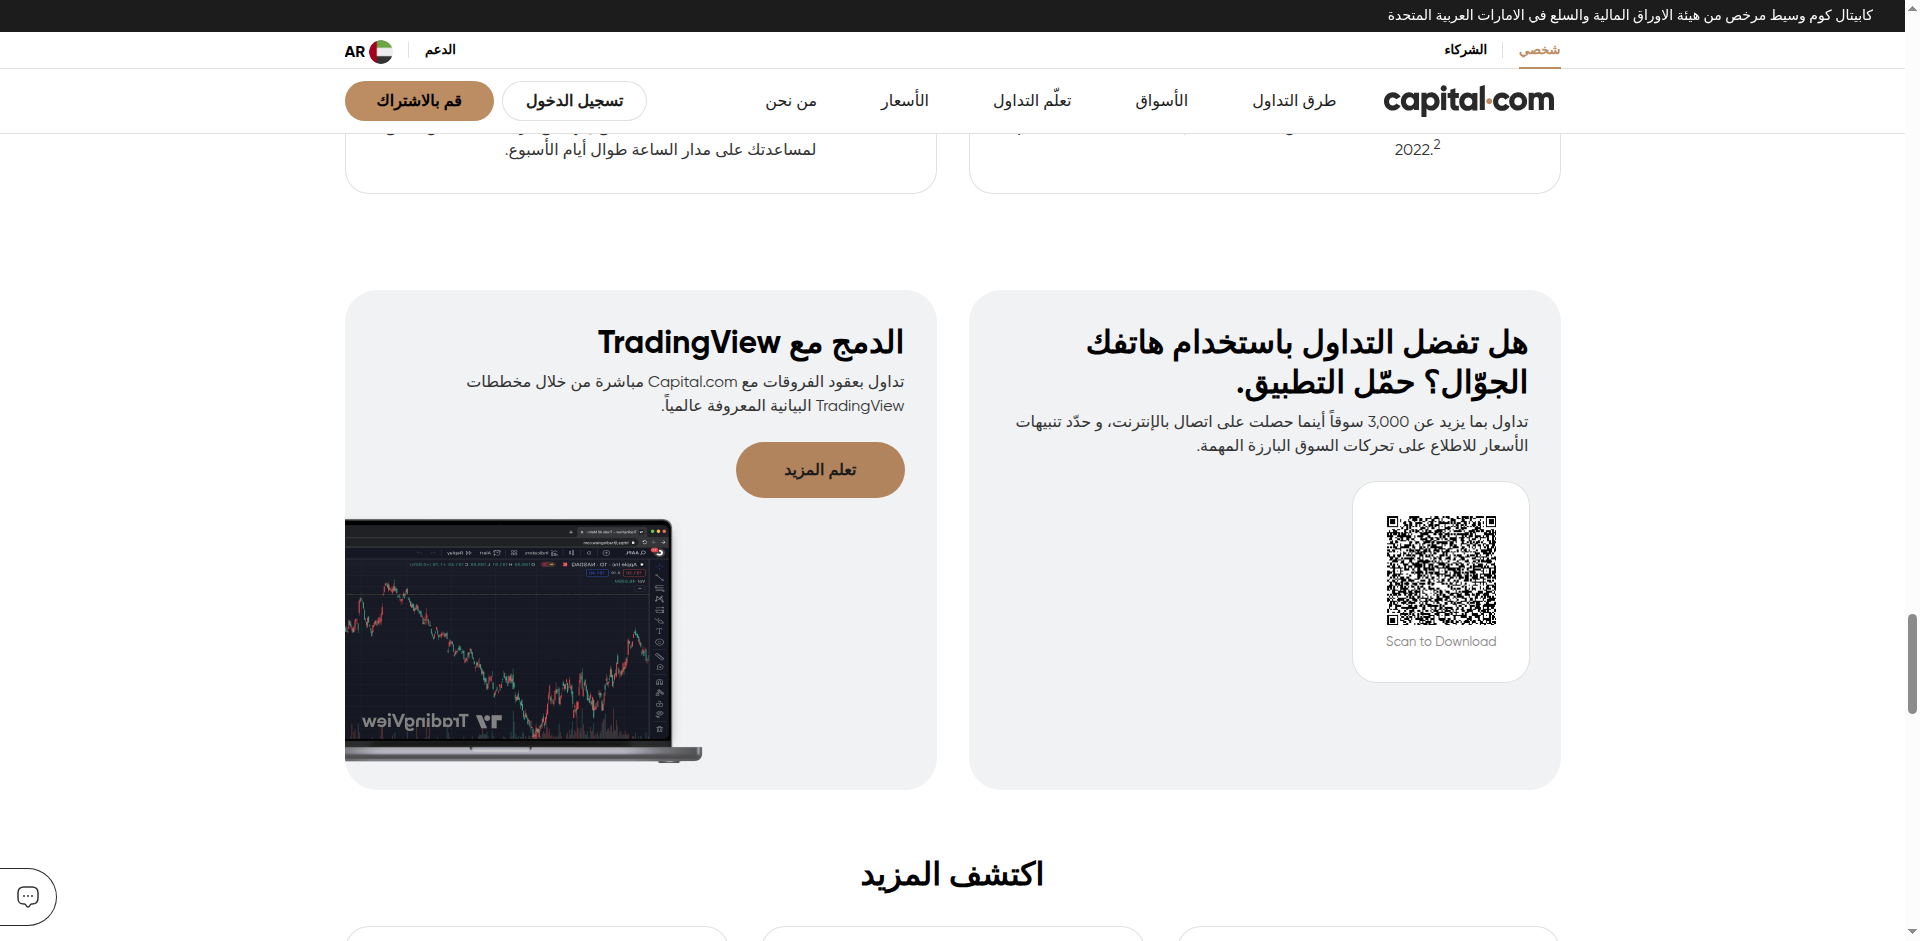 كابيتال كوم وسيط مرخص من هيئة الاوراق المالية والسلع في الامارات العربية المتحدة
شخصي
الشركاء
الدعم
AR
capital.com
طرق التداول
الأسواق
تعلّم التداول
الأسعار
من نحن
تسجيل الدخول
قم بالاشتراك
2022.2
لمساعدتك على مدار الساعة طوال أيام الأسبوع.
هل تفضل التداول باستخدام هاتفك
الجوّال؟ حمّل التطبيق.
تداول بما يزيد عن 3,000 سوقاً أينما حصلت على اتصال بالإنترنت، و حدّد تنبيهات
الأسعار للاطلاع على تحركات السوق البارزة المهمة.
Scan to Download
الدمج مع TradingView
تداول بعقود الفروقات مع Capital.com مباشرة من خلال مخططات
TradingView البيانية المعروفة عالمياً.
تعلم المزيد
TradingView
اكتشف المزيد